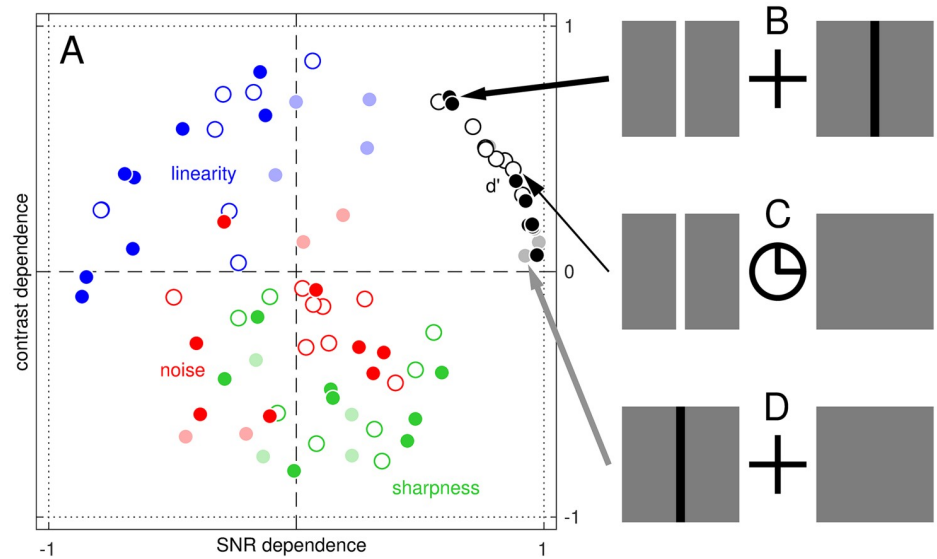 A
B
1
linearity
d'
C
contrast dependence
0
noise
D
sharpness
-1
-1
SNR dependence
1